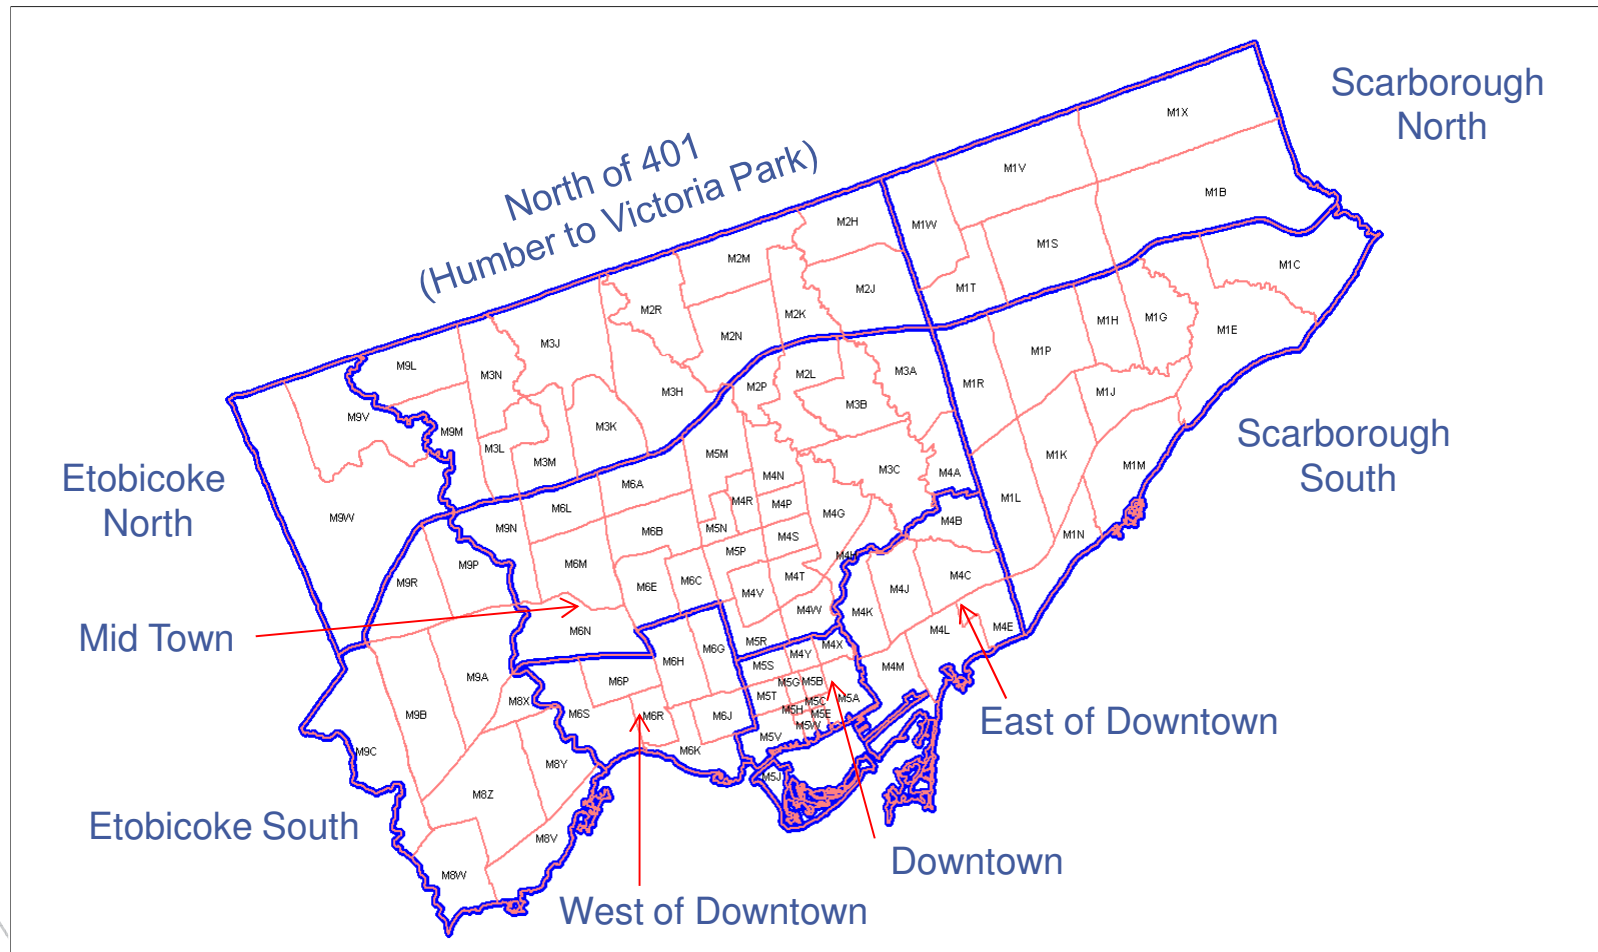 Scarborough
North
North of 401
(Humber to Victoria Park)
M1X
M1V
M1B
M1W
M1S
M2H
M2M
M1C
M2J
M1T
M2R
M2K
M1H
M1G
M1E
M2N
M3J
M1P
M9L
M3N
M2L
M3A
M1R
M2P
M3H
M1J
M3B
M9V
M9M
M3K
M3L
M3M
M5M
M1K
M1M
Scarborough
South
M3C
M4A
M4N
M6A
Etobicoke
North
M4R
M4P
M1L
M6L
M4G
M9W
M9N
M6B
M5N
M4S
M4B
M1N
M5P
M4H
M9P
M6M
M9R
M6E
M6C
M4T
M4C
M4V
M4J
M4W
M4K
Mid Town
M6N
M4L
M4E
M5R
M6G
M4Y
M4X
M6H
M5S
M4M
M9A
M6P
M5G
M5B
M5T
M5A
M8X
M5C
M9B
M6S
M6R
M6J
M5H
M5E
M5W
East of Downtown
M5V
M9C
M6K
M8Y
M5J
M8Z
Etobicoke South
M8V
Downtown
M8W
West of Downtown